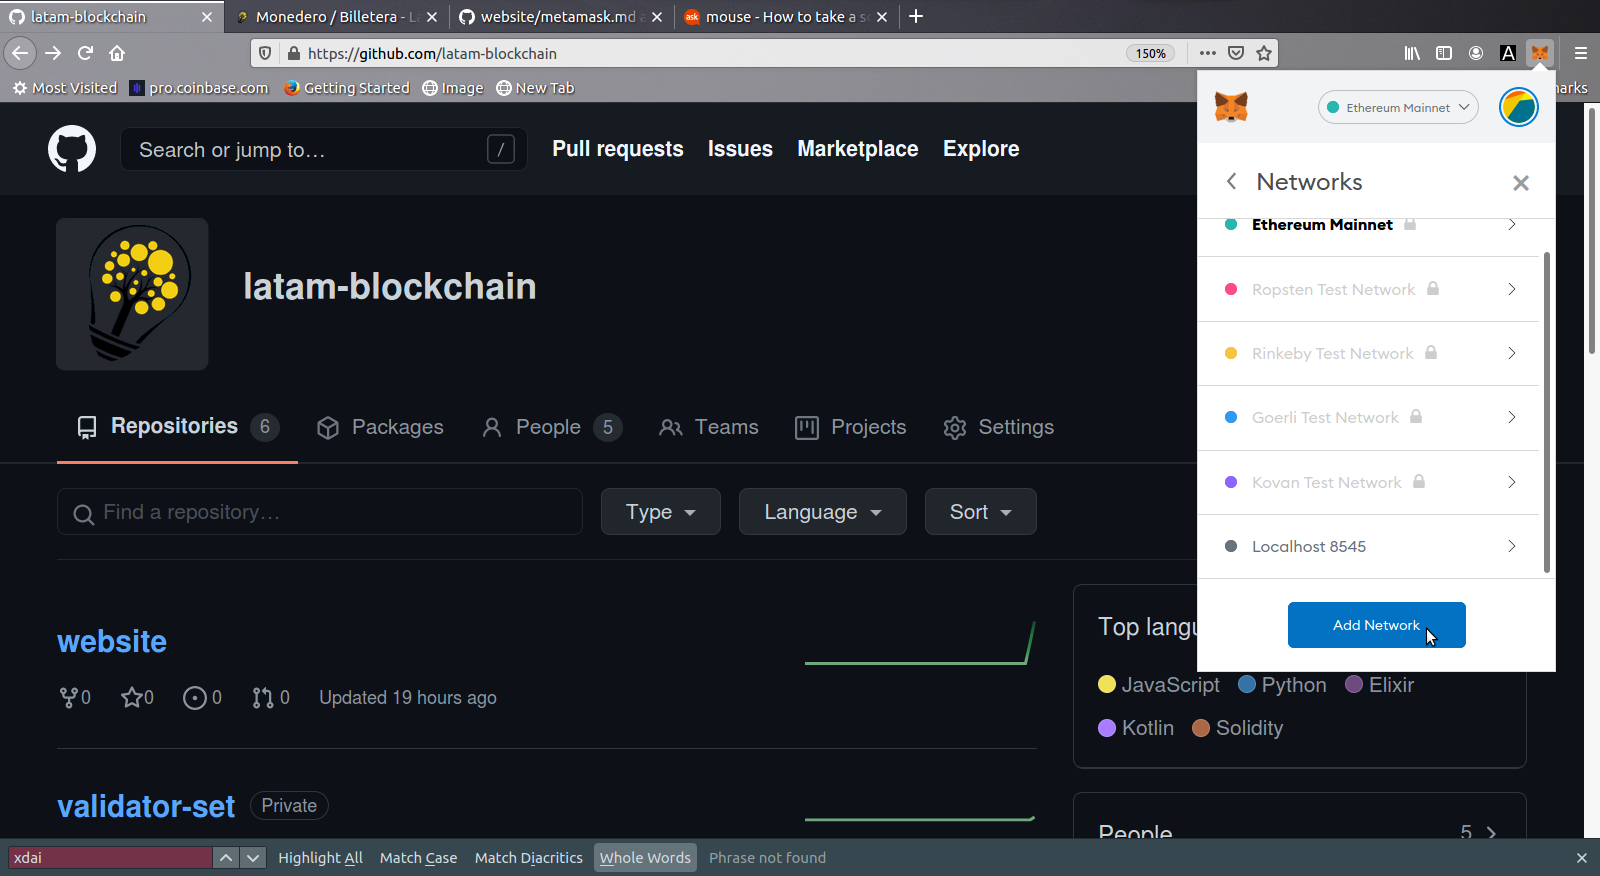 latam-blockchain
Monedero / Billetera - L
website/metamask.md a
ask mouse - How to take a s
https://github.com/latam-blockchain
150%
Most Visited
pro.coinbase.com
Getting Started
Image
New Tab
marks
Search or jump to…
/
Pull requests
Issues
Marketplace
Explore
latam-blockchain
Repositories 6
Packages
People 5
Teams
Projects
Settings
Find a repository…
Type
Language
Sort
website
0
0
0
0
Updated 19 hours ago
validator-set
Private
Top langu
JavaScript
Python
Elixir
Kotlin
Solidity
People
5
Ethereum Mainnet
Networks
Ethereum Mainnet
Ropsten Test Network
Rinkeby Test Network
Goerli Test Network
Kovan Test Network
Localhost 8545
Add Network
xdai
Highlight All
Match Case
Match Diacritics
Whole Words
Phrase not found